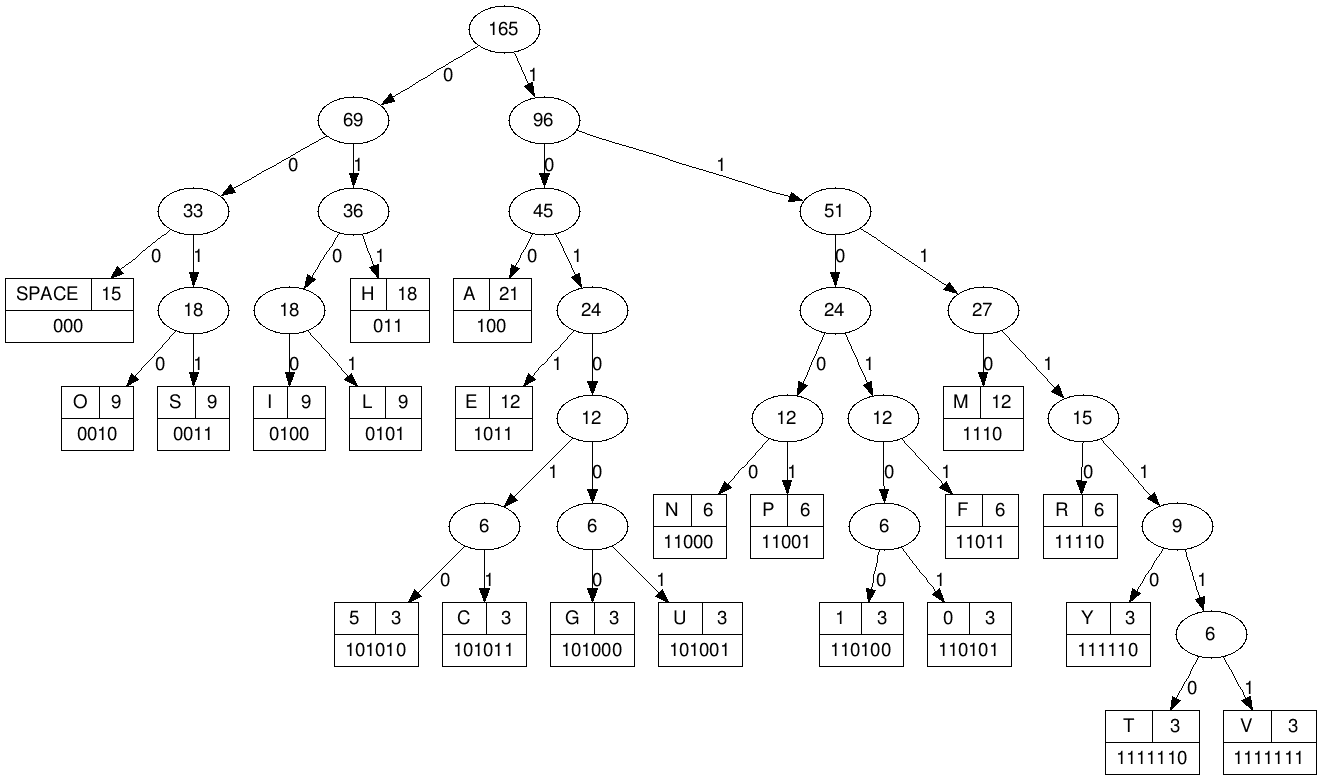 165
0 1
69 96
0 1 0 1
33 36 45 51
0 1 0 1 0 1 0 1
SPACE 15 18 18 H 18 A 21 24 24 27
000 011 100
0 1 0 1 1 0 0 1 0 1
O 9 S 9 I 9 L 9 E 12 12 12 12 M 12 15
0010 0011 0100 0101 1011 1110
1 0 0 1 0 1 0 1
6 6 N 6 P 6 6 F 6 R 6 9
11000 11001 11011 11110
0 1 0 1 0 1 0 1
5 3 C 3 G 3 U 3 1 3 0 3 Y 3 6
101010 101011 101000 101001 110100 110101 111110
0 1
T 3 V 3
1111110 1111111